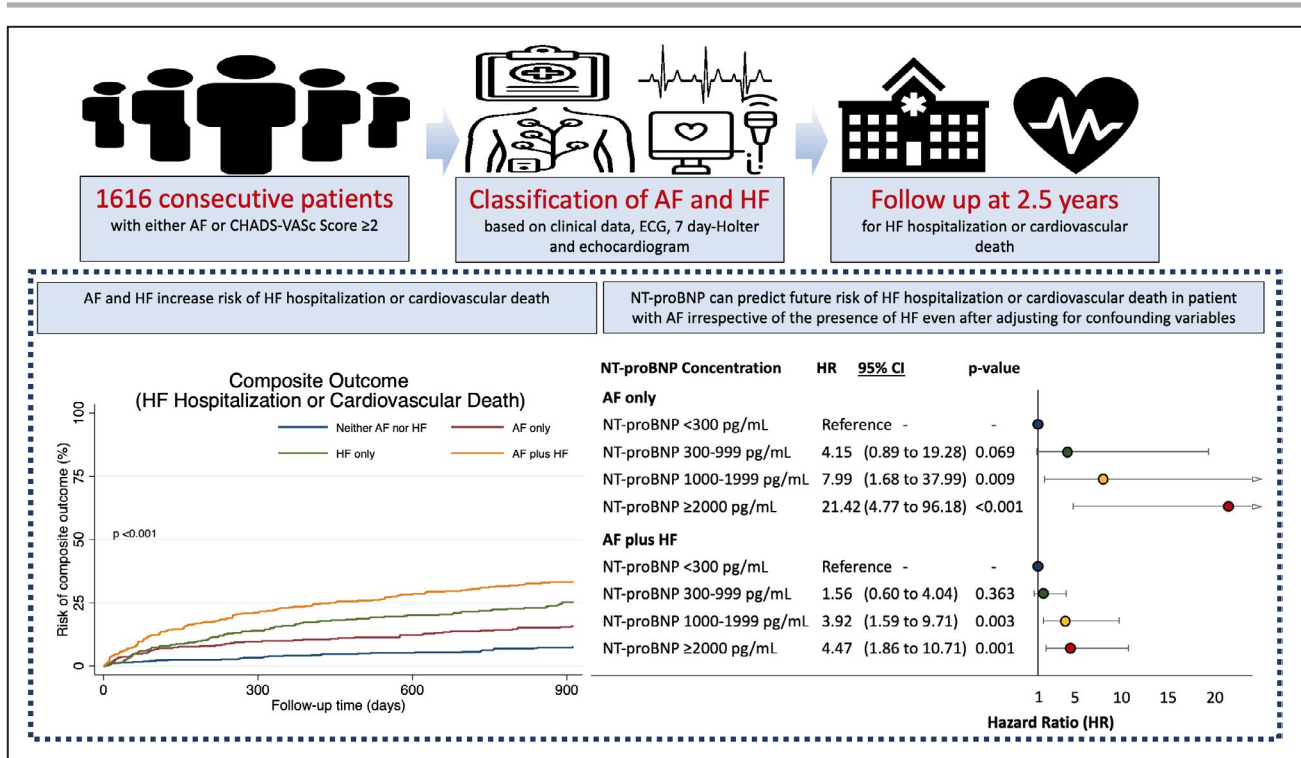 1616 consecutive patients
with either AF or CHADS-VASc Score ≥2
Classification of AF and HF
based on clinical data, ECG, 7 day-Holter
and echocardiogram
Follow up at 2.5 years
for HF hospitalization or cardiovascular
death
AF and HF increase risk of HF hospitalization or cardiovascular death
NT-proBNP can predict future risk of HF hospitalization or cardiovascular death in patient
with AF irrespective of the presence of HF even after adjusting for confounding variables
Composite Outcome
(HF Hospitalization or Cardiovascular Death)
Neither AF nor HF
AF only
HF only
AF plus HF
p <0.001
Risk of composite outcome (%)
100
75
50
25
0
0 300 600 900
Follow-up time (days)
NT-proBNP Concentration HR 95% CI p-value
AF only
NT-proBNP <300 pg/mL Reference - -
NT-proBNP 300-999 pg/mL 4.15 (0.89 to 19.28) 0.069
NT-proBNP 1000-1999 pg/mL 7.99 (1.68 to 37.99) 0.009
NT-proBNP ≥2000 pg/mL 21.42 (4.77 to 96.18) <0.001
AF plus HF
NT-proBNP <300 pg/mL Reference - -
NT-proBNP 300-999 pg/mL 1.56 (0.60 to 4.04) 0.363
NT-proBNP 1000-1999 pg/mL 3.92 (1.59 to 9.71) 0.003
NT-proBNP ≥2000 pg/mL 4.47 (1.86 to 10.71) 0.001
1 5 10 15 20
Hazard Ratio (HR)